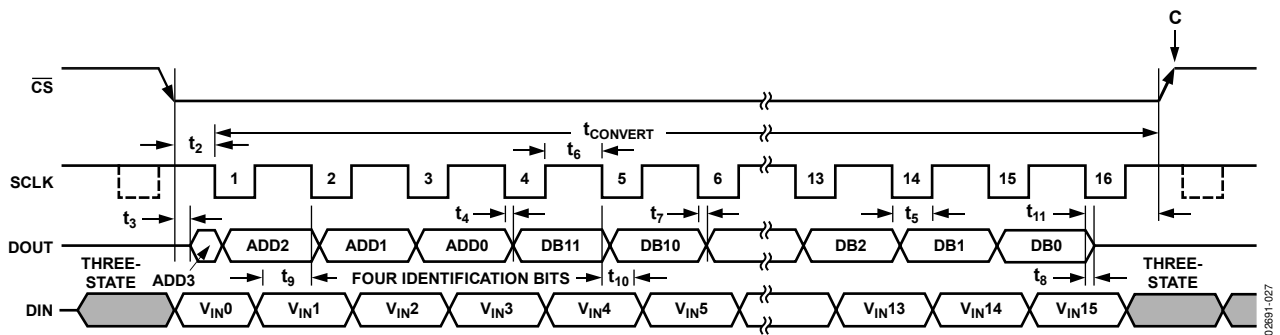 C
CS
tCONVERT
t2
t6
SCLK
1 2 3 4 5 6 13 14 15 16
t3 t4 t7 t5 t11
DOUT
ADD2 ADD1 ADD0 DB11 DB10 DB2 DB1 DB0
THREE-
STATE
ADD3
t9
FOUR IDENTIFICATION BITS
t10
t8
THREE-
STATE
DIN
VIN0 VIN1 VIN2 VIN3 VIN4 VIN5 VIN13 VIN14 VIN15
02691-027